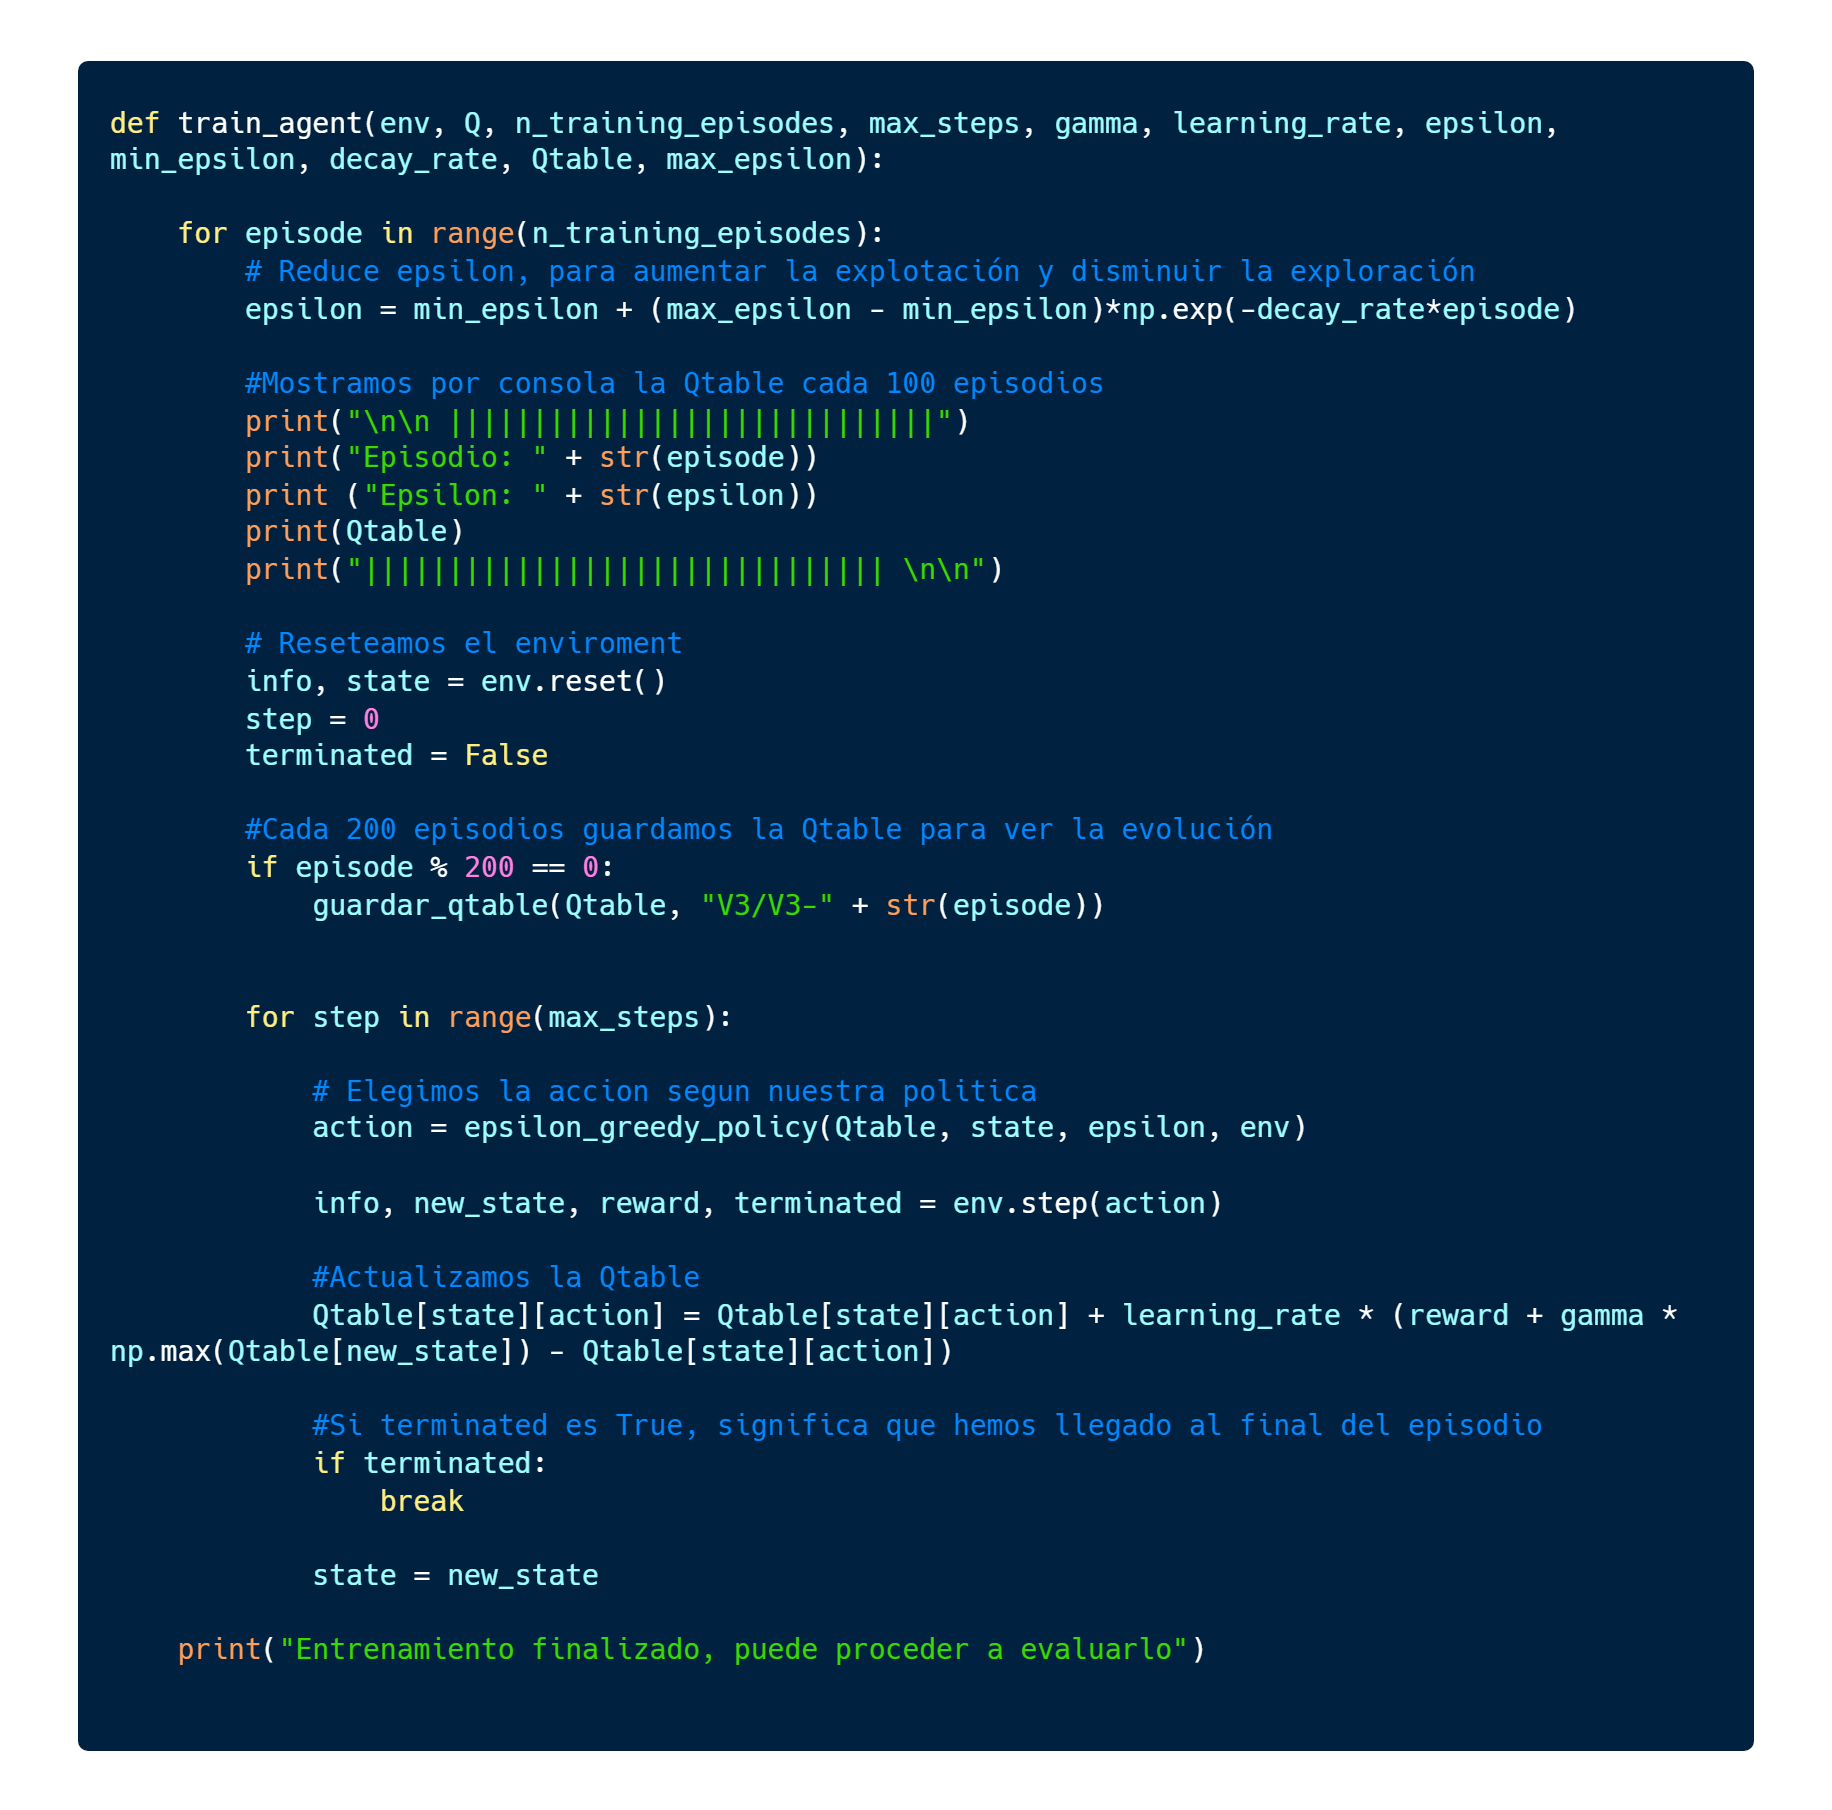 def train_agent(env, Q, n_training_episodes, max_steps, gamma, learning_rate, epsilon,
min_epsilon, decay_rate, Qtable, max_epsilon):
for episode in range(n_training_episodes):
# Reduce epsilon, para aumentar la explotación y disminuir la exploración
epsilon = min_epsilon + (max_epsilon - min_epsilon)*np.exp(-decay_rate*episode)
#Mostramos por consola la Qtable cada 100 episodios
print("\n\n |||||||||||||||||||||||||||||")
print("Episodio: " + str(episode))
print ("Epsilon: " + str(epsilon))
print(Qtable)
print("||||||||||||||||||||||||||||||| \n\n")
# Reseteamos el enviroment
info, state = env.reset()
step = 0
terminated = False
#Cada 200 episodios guardamos la Qtable para ver la evolución
if episode % 200 == 0:
guardar_qtable(Qtable, "V3/V3-" + str(episode))
for step in range(max_steps):
# Elegimos la accion segun nuestra politica
action = epsilon_greedy_policy(Qtable, state, epsilon, env)
info, new_state, reward, terminated = env.step(action)
#Actualizamos la Qtable
Qtable[state][action] = Qtable[state][action] + learning_rate * (reward + gamma *
np.max(Qtable[new_state]) - Qtable[state][action])
#Si terminated es True, significa que hemos llegado al final del episodio
if terminated:
break
state = new_state
print("Entrenamiento finalizado, puede proceder a evaluarlo")